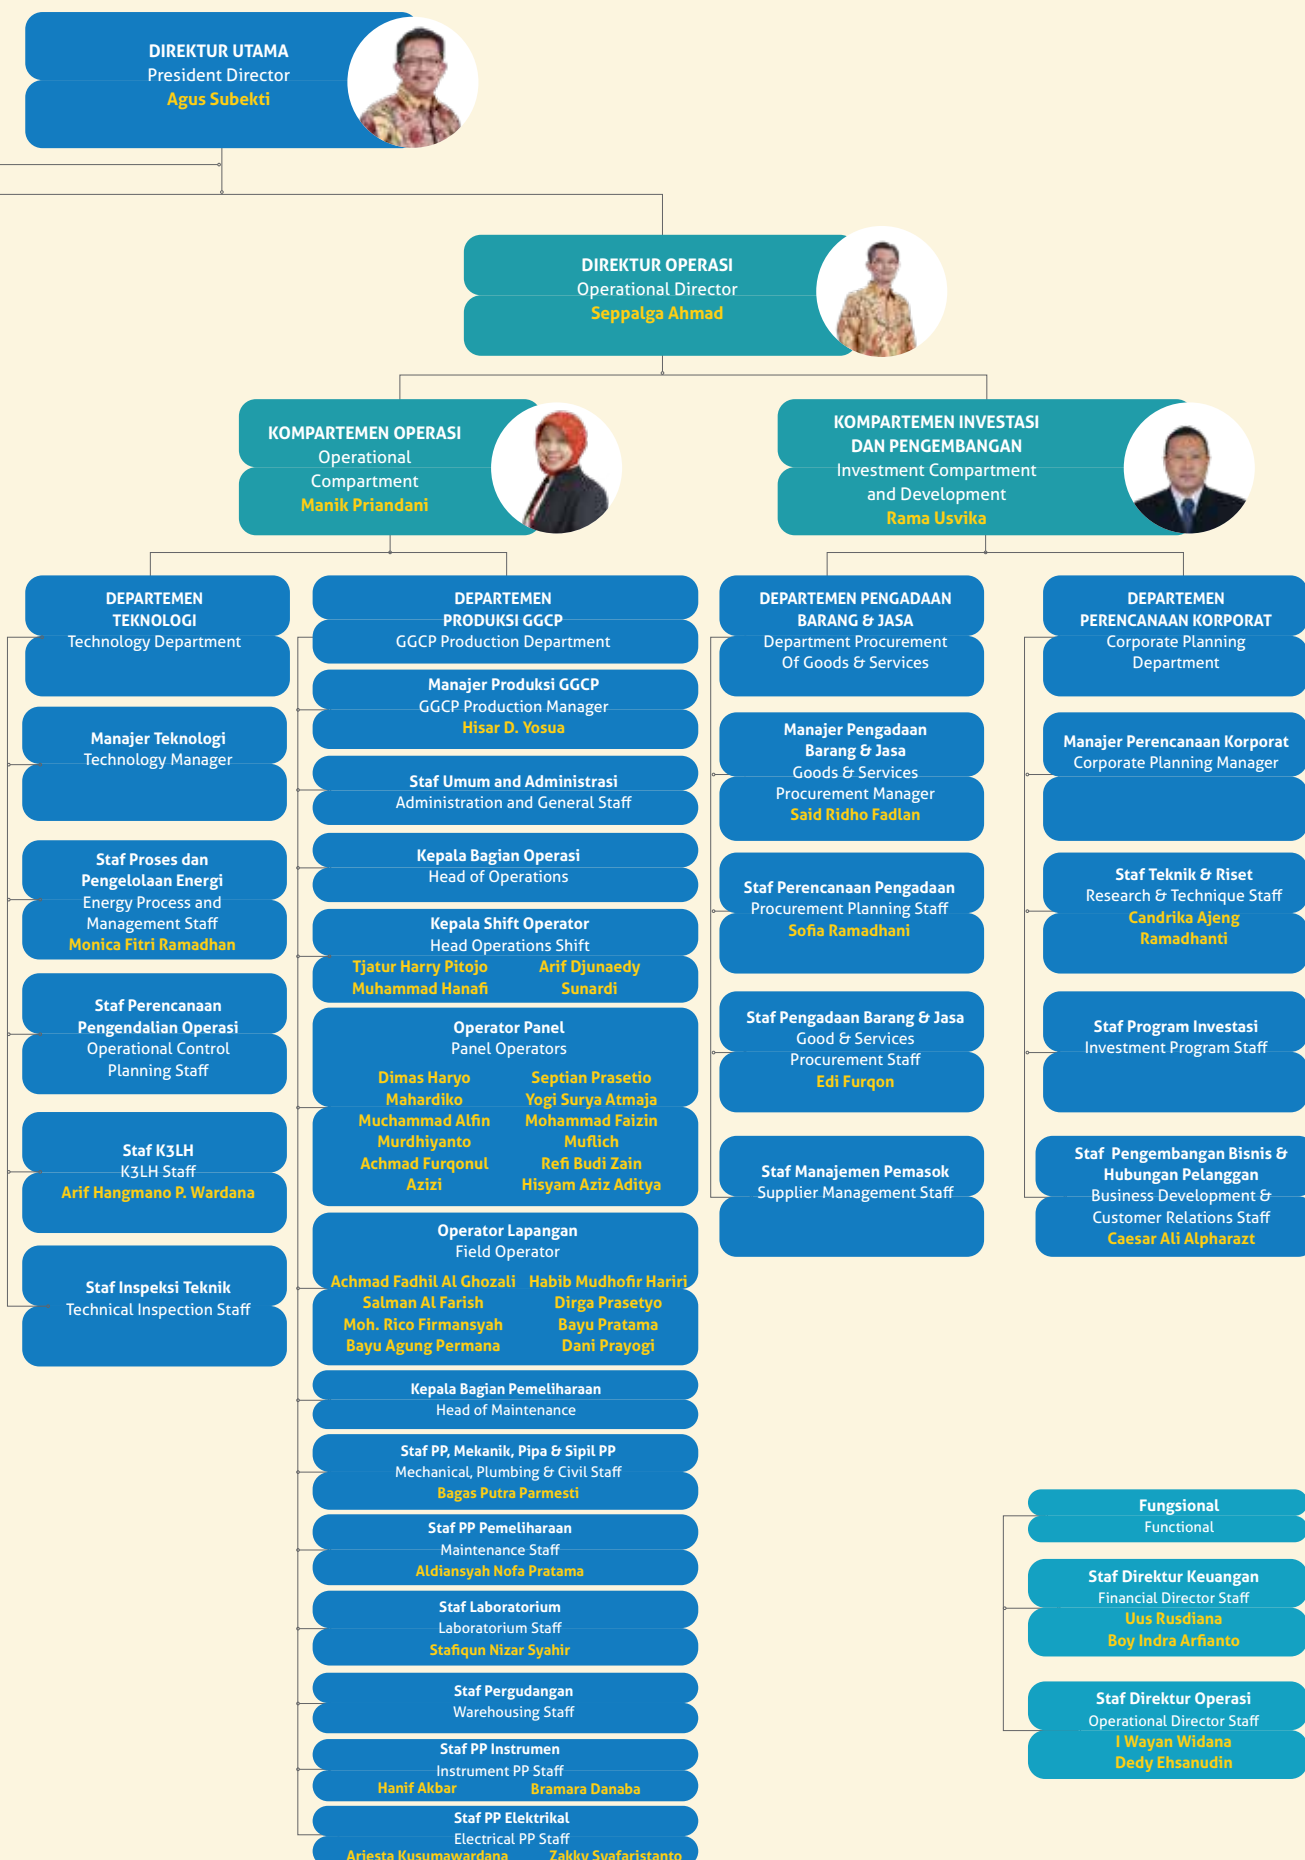 DIREKTUR UTAMA
President Director
Agus Subekti
DIREKTUR OPERASI
Operational Director
Seppalga Ahmad
KOMPARTEMEN OPERASI
Operational
Compartment
Manik Priandani
KOMPARTEMEN INVESTASI
DAN PENGEMBANGAN
Investment Compartment
and Development
Rama Usvika
DEPARTEMEN
TEKNOLOGI
Technology Department
Manajer Teknologi
Technology Manager
Staf Proses dan
Pengelolaan Energi
Energy Process and
Management Staff
Monica Fitri Ramadhan
Staf Perencanaan
Pengendalian Operasi
Operational Control
Planning Staff
Staf K3LH
K3LH Staff
Arif Hangmano P. Wardana
Staf Inspeksi Teknik
Technical Inspection Staff
DEPARTEMEN
PRODUKSI GGCP
GGCP Production Department
Manajer Produksi GGCP
GGCP Production Manager
Hisar D. Yosua
Staf Umum and Administrasi
Administration and General Staff
Kepala Bagian Operasi
Head of Operations
Kepala Shift Operator
Head Operations Shift
Tjatur Harry Pitojo Arif Djunaedy
Muhammad Hanafi Sunardi
Operator Panel
Panel Operators
Dimas Haryo Septian Prasetio
Mahardiko Yogi Surya Atmaja
Muchammad Alfin Mohammad Faizin
Murdhiyanto Muflich
Achmad Furqonul Refi Budi Zain
Azizi Hisyam Aziz Aditya
Operator Lapangan
Field Operator
Achmad Fadhil Al Ghozali Habib Mudhofir Hariri
Salman Al Farish Dirga Prasetyo
Moh. Rico Firmansyah Bayu Pratama
Bayu Agung Permana Dani Prayogi
Kepala Bagian Pemeliharaan
Head of Maintenance
Staf PP, Mekanik, Pipa & Sipil PP
Mechanical, Plumbing & Civil Staff
Bagas Putra Parmesti
Staf PP Pemeliharaan
Maintenance Staff
Aldiansyah Nofa Pratama
Staf Laboratorium
Laboratorium Staff
Stafiqun Nizar Syahir
Staf Pergudangan
Warehousing Staff
Staf PP Instrumen
Instrument PP Staff
Hanif Akbar Bramara Danaba
Staf PP Elektrikal
Electrical PP Staff
Ariesta Kusumawardana Zakky Syafaristanto
DEPARTEMEN PENGADAAN
BARANG & JASA
Department Procurement
Of Goods & Services
Manajer Pengadaan
Barang & Jasa
Goods & Services
Procurement Manager
Said Ridho Fadlan
Staf Perencanaan Pengadaan
Procurement Planning Staff
Sofia Ramadhani
Staf Pengadaan Barang & Jasa
Good & Services
Procurement Staff
Edi Furqon
Staf Manajemen Pemasok
Supplier Management Staff
DEPARTEMEN
PERENCANAAN KORPORAT
Corporate Planning
Department
Manajer Perencanaan Korporat
Corporate Planning Manager
Staf Teknik & Riset
Research & Technique Staff
Candrika Ajeng
Ramadhanti
Staf Program Investasi
Investment Program Staff
Staf Pengembangan Bisnis &
Hubungan Pelanggan
Business Development &
Customer Relations Staff
Caesar Ali Alpharazt
Fungsional
Functional
Staf Direktur Keuangan
Financial Director Staff
Uus Rusdiana
Boy Indra Arfianto
Staf Direktur Operasi
Operational Director Staff
I Wayan Widana
Dedy Ehsanudin